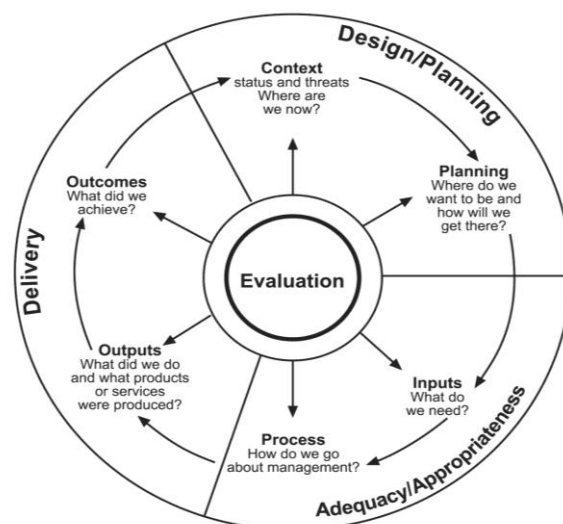 Design/Planning
Context
status and threats
Where are
we now?
Planning
Where do we
want to be and
how will we
get there?
Outcomes
What did we
achieve?
Delivery
Evaluation
Outputs
What did we do
and what products
or services
were produced?
Inputs
What do
we need?
Process
How do we go
about management?
Adequacy/Appropriateness